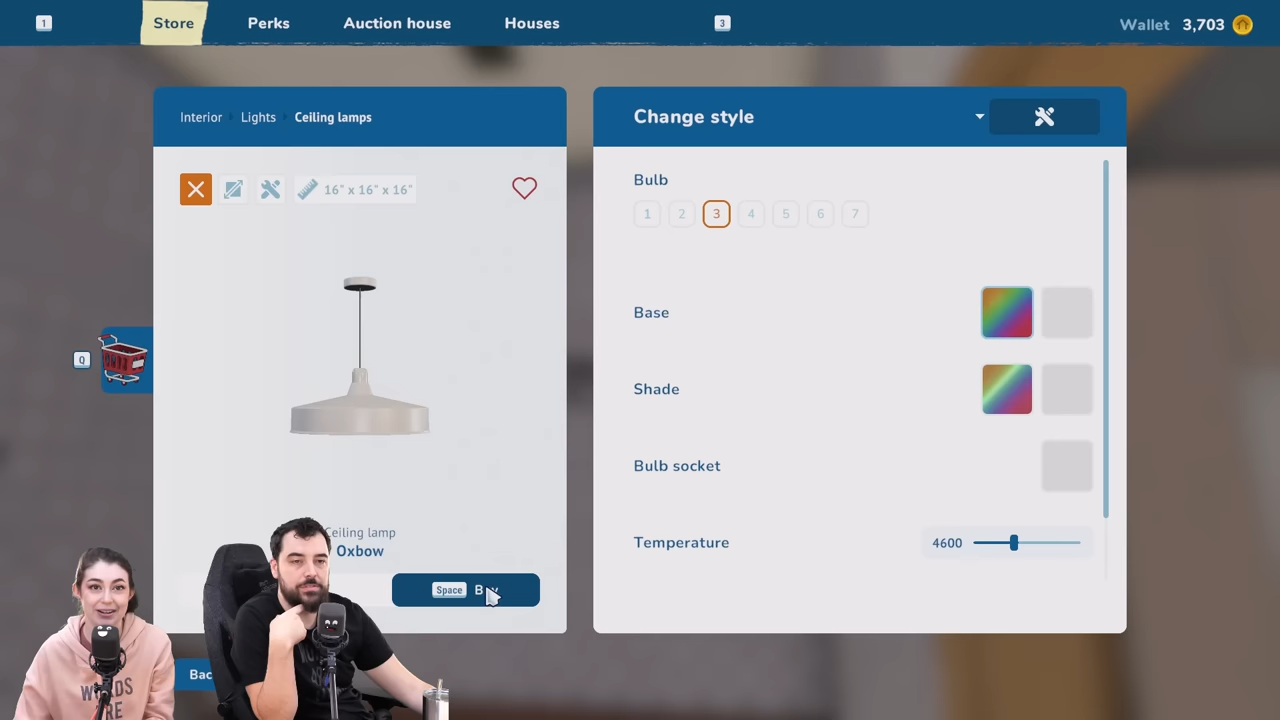 1 Store Perks Auction house Houses 3 Wallet 3,703
Interior Lights Ceiling lamps
16" x 16" x 16"
Q
Ceiling lamp
Oxbow
Space
Change style
Bulb
1 2 3 4 5 6 7
Base
Shade
Bulb socket
Temperature 4600